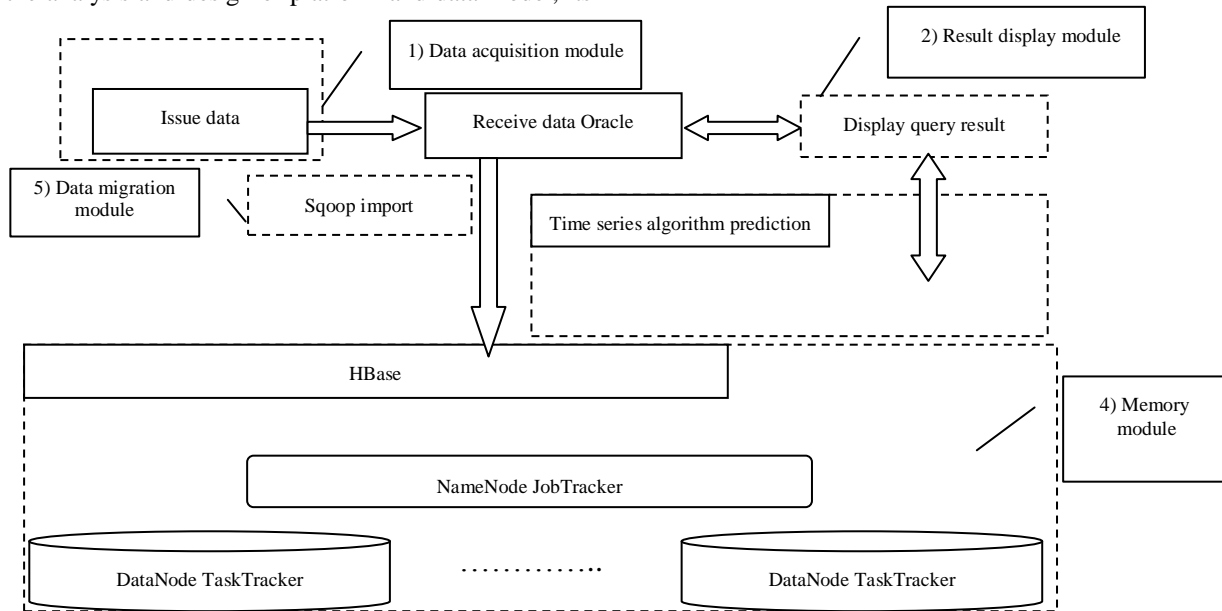 1) Data acquisition module
2) Result display module
Issue data
Receive data Oracle
Display query result
5) Data migration
module
Sqoop import
Time series algorithm prediction
HBase
4) Memory
module
NameNode JobTracker
DataNode TaskTracker
…………..
DataNode TaskTracker